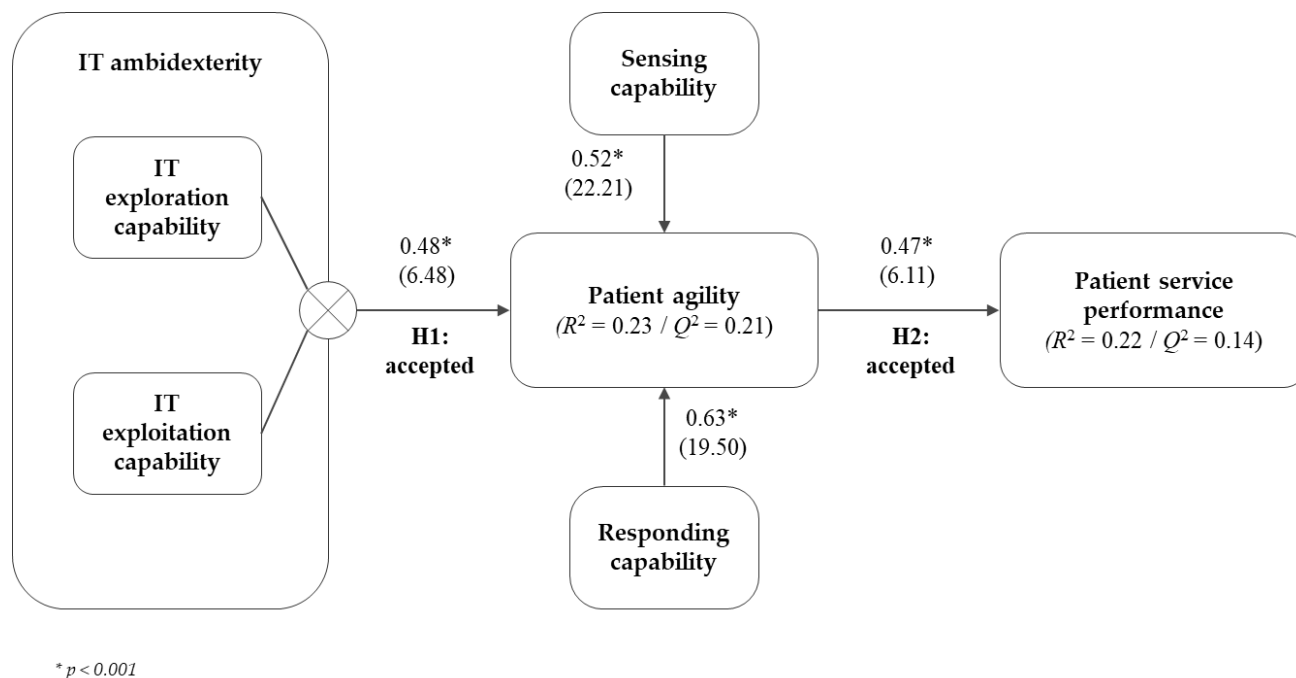 IT ambidexterity
IT
exploration
capability
IT
exploitation
capability
0.48*
(6.48)
H1:
accepted
Sensing
capability
0.52*
(22.21)
Patient agility
(R² = 0.23 / Q² = 0.21)
0.63*
(19.50)
Responding
capability
0.47*
(6.11)
H2:
accepted
Patient service
performance
(R² = 0.22 / Q² = 0.14)
* p < 0.001